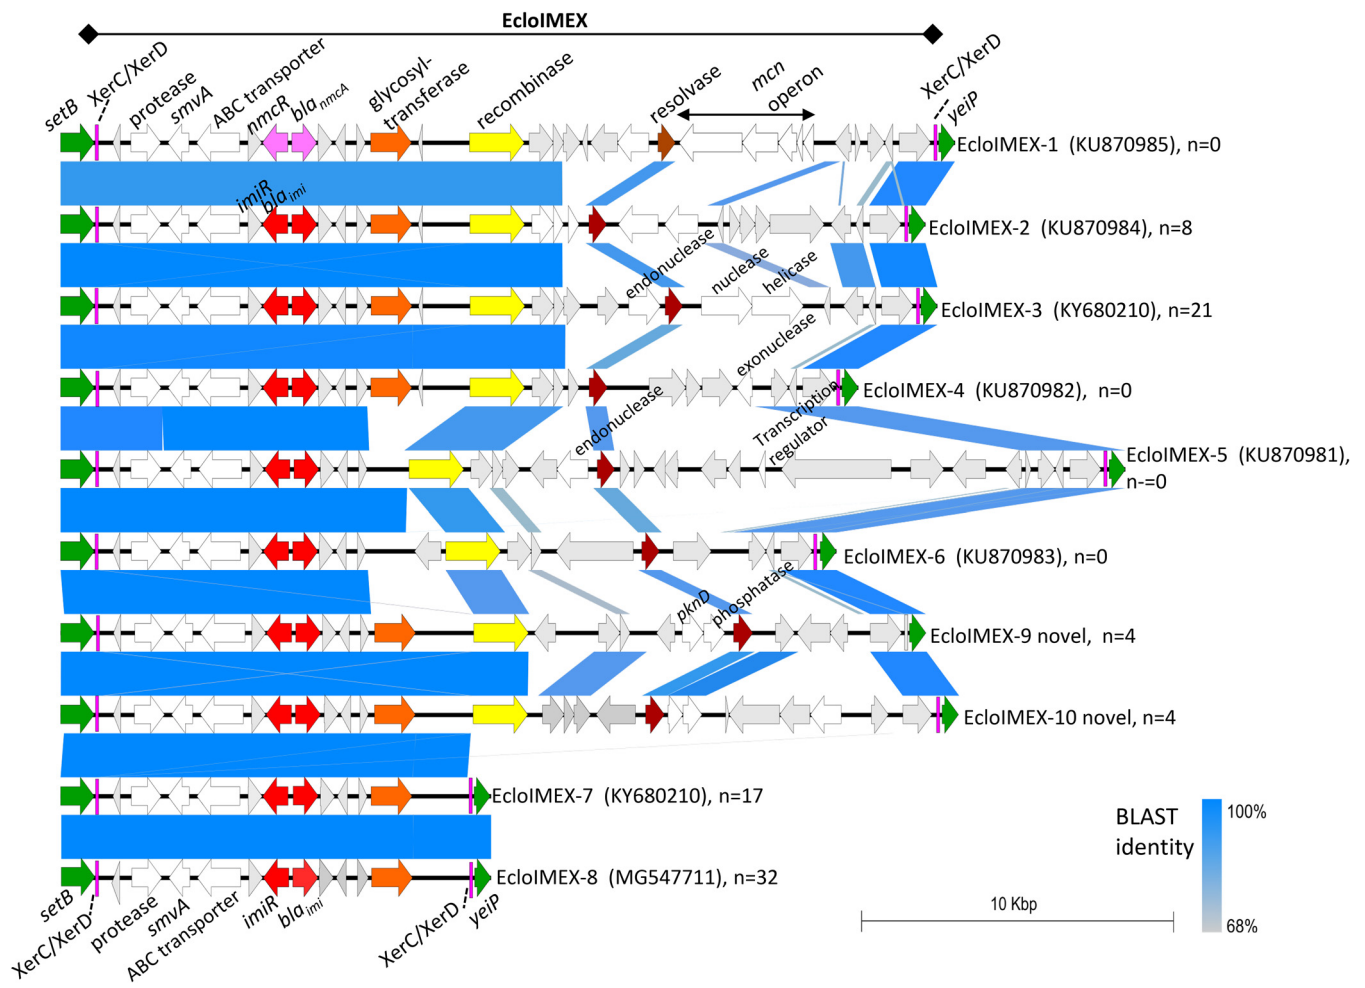 EcloIMEX
setB
XerC/XerD
protease
smvA
ABC transporter
nmcR
bla nmcA
glycosyl-
transferase
recombinase
resolvase
mcn
operon
XerC/XerD
yeiP
EcloIMEX-1 (KU870985), n=0
imiR
bla imi
EcloIMEX-2 (KU870984), n=8
endonuclease
nuclease
helicase
EcloIMEX-3 (KY680210), n=21
exonuclease
EcloIMEX-4 (KU870982), n=0
endonuclease
Transcription
regulator
EcloIMEX-5 (KU870981),
n-=0
EcloIMEX-6 (KU870983), n=0
pknD
phosphatase
EcloIMEX-9 novel, n=4
EcloIMEX-10 novel, n=4
EcloIMEX-7 (KY680210), n=17
BLAST
identity
100%
68%
EcloIMEX-8 (MG547711), n=32
10 Kbp
setB
XerC/XerD
protease
smvA
ABC transporter
imiR
bla imi
XerC/XerD
yeiP